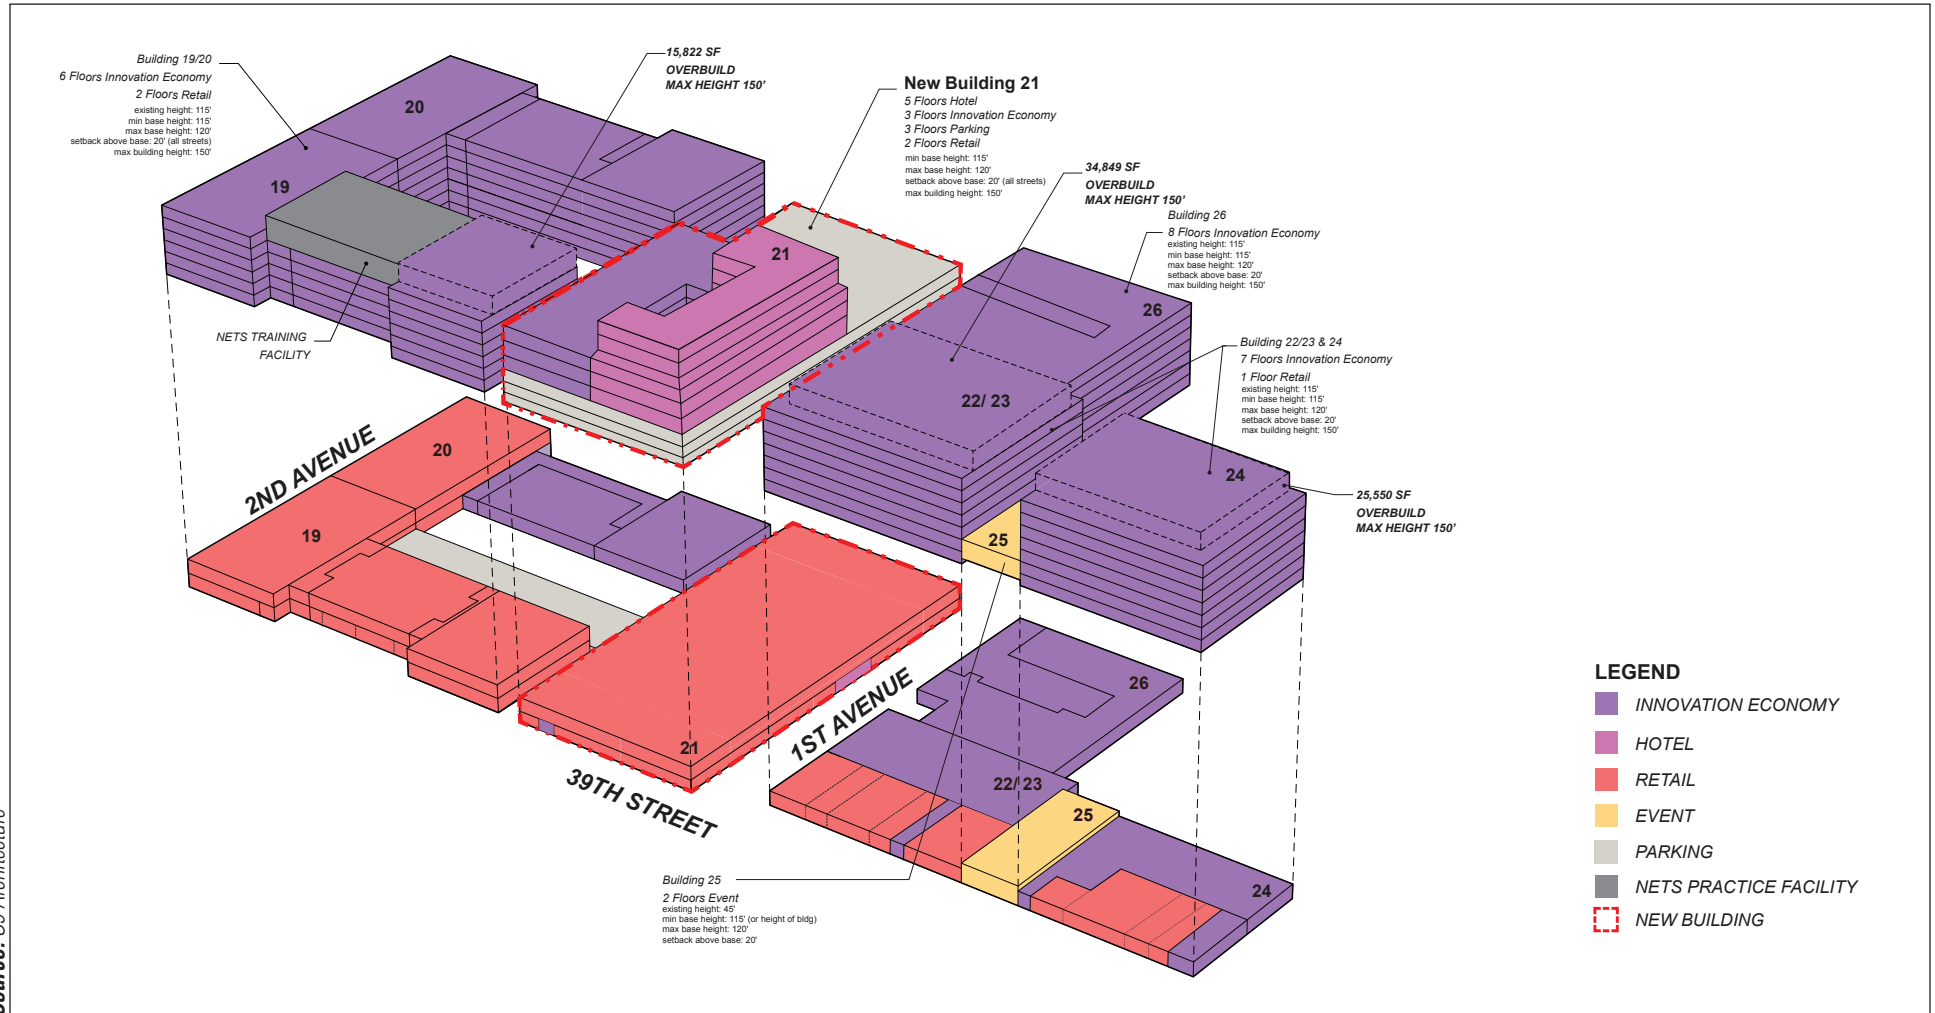 Building 19/20
6 Floors Innovation Economy
2 Floors Retail
existing height: 115'
min base height: 115'
max base height: 120'
setback above base: 20' (all streets)
max building height: 150'
15,822 SF
OVERBUILD
MAX HEIGHT 150'
New Building 21
5 Floors Hotel
3 Floors Innovation Economy
3 Floors Parking
2 Floors Retail
min base height: 115'
max base height: 120'
setback above base: 20' (all streets)
max building height: 150'
34,849 SF
OVERBUILD
MAX HEIGHT 150'
Building 26
8 Floors Innovation Economy
existing height: 115'
min base height: 115'
max base height: 120'
setback above base: 20'
max building height: 150'
Building 22/23 & 24
7 Floors Innovation Economy
1 Floor Retail
existing height: 115'
min base height: 115'
max base height: 120'
setback above base: 20'
max building height: 150'
25,550 SF
OVERBUILD
MAX HEIGHT 150'
NETS TRAINING
FACILITY
20
19
21
26
22/ 23
24
25
2ND AVENUE
20
19
21
39TH STREET
1ST AVENUE
26
22/ 23
25
24
Building 25
2 Floors Event
existing height: 45'
min base height: 115' (or height of bldg)
max base height: 120'
setback above base: 20'
LEGEND
INNOVATION ECONOMY
HOTEL
RETAIL
EVENT
PARKING
NETS PRACTICE FACILITY
NEW BUILDING